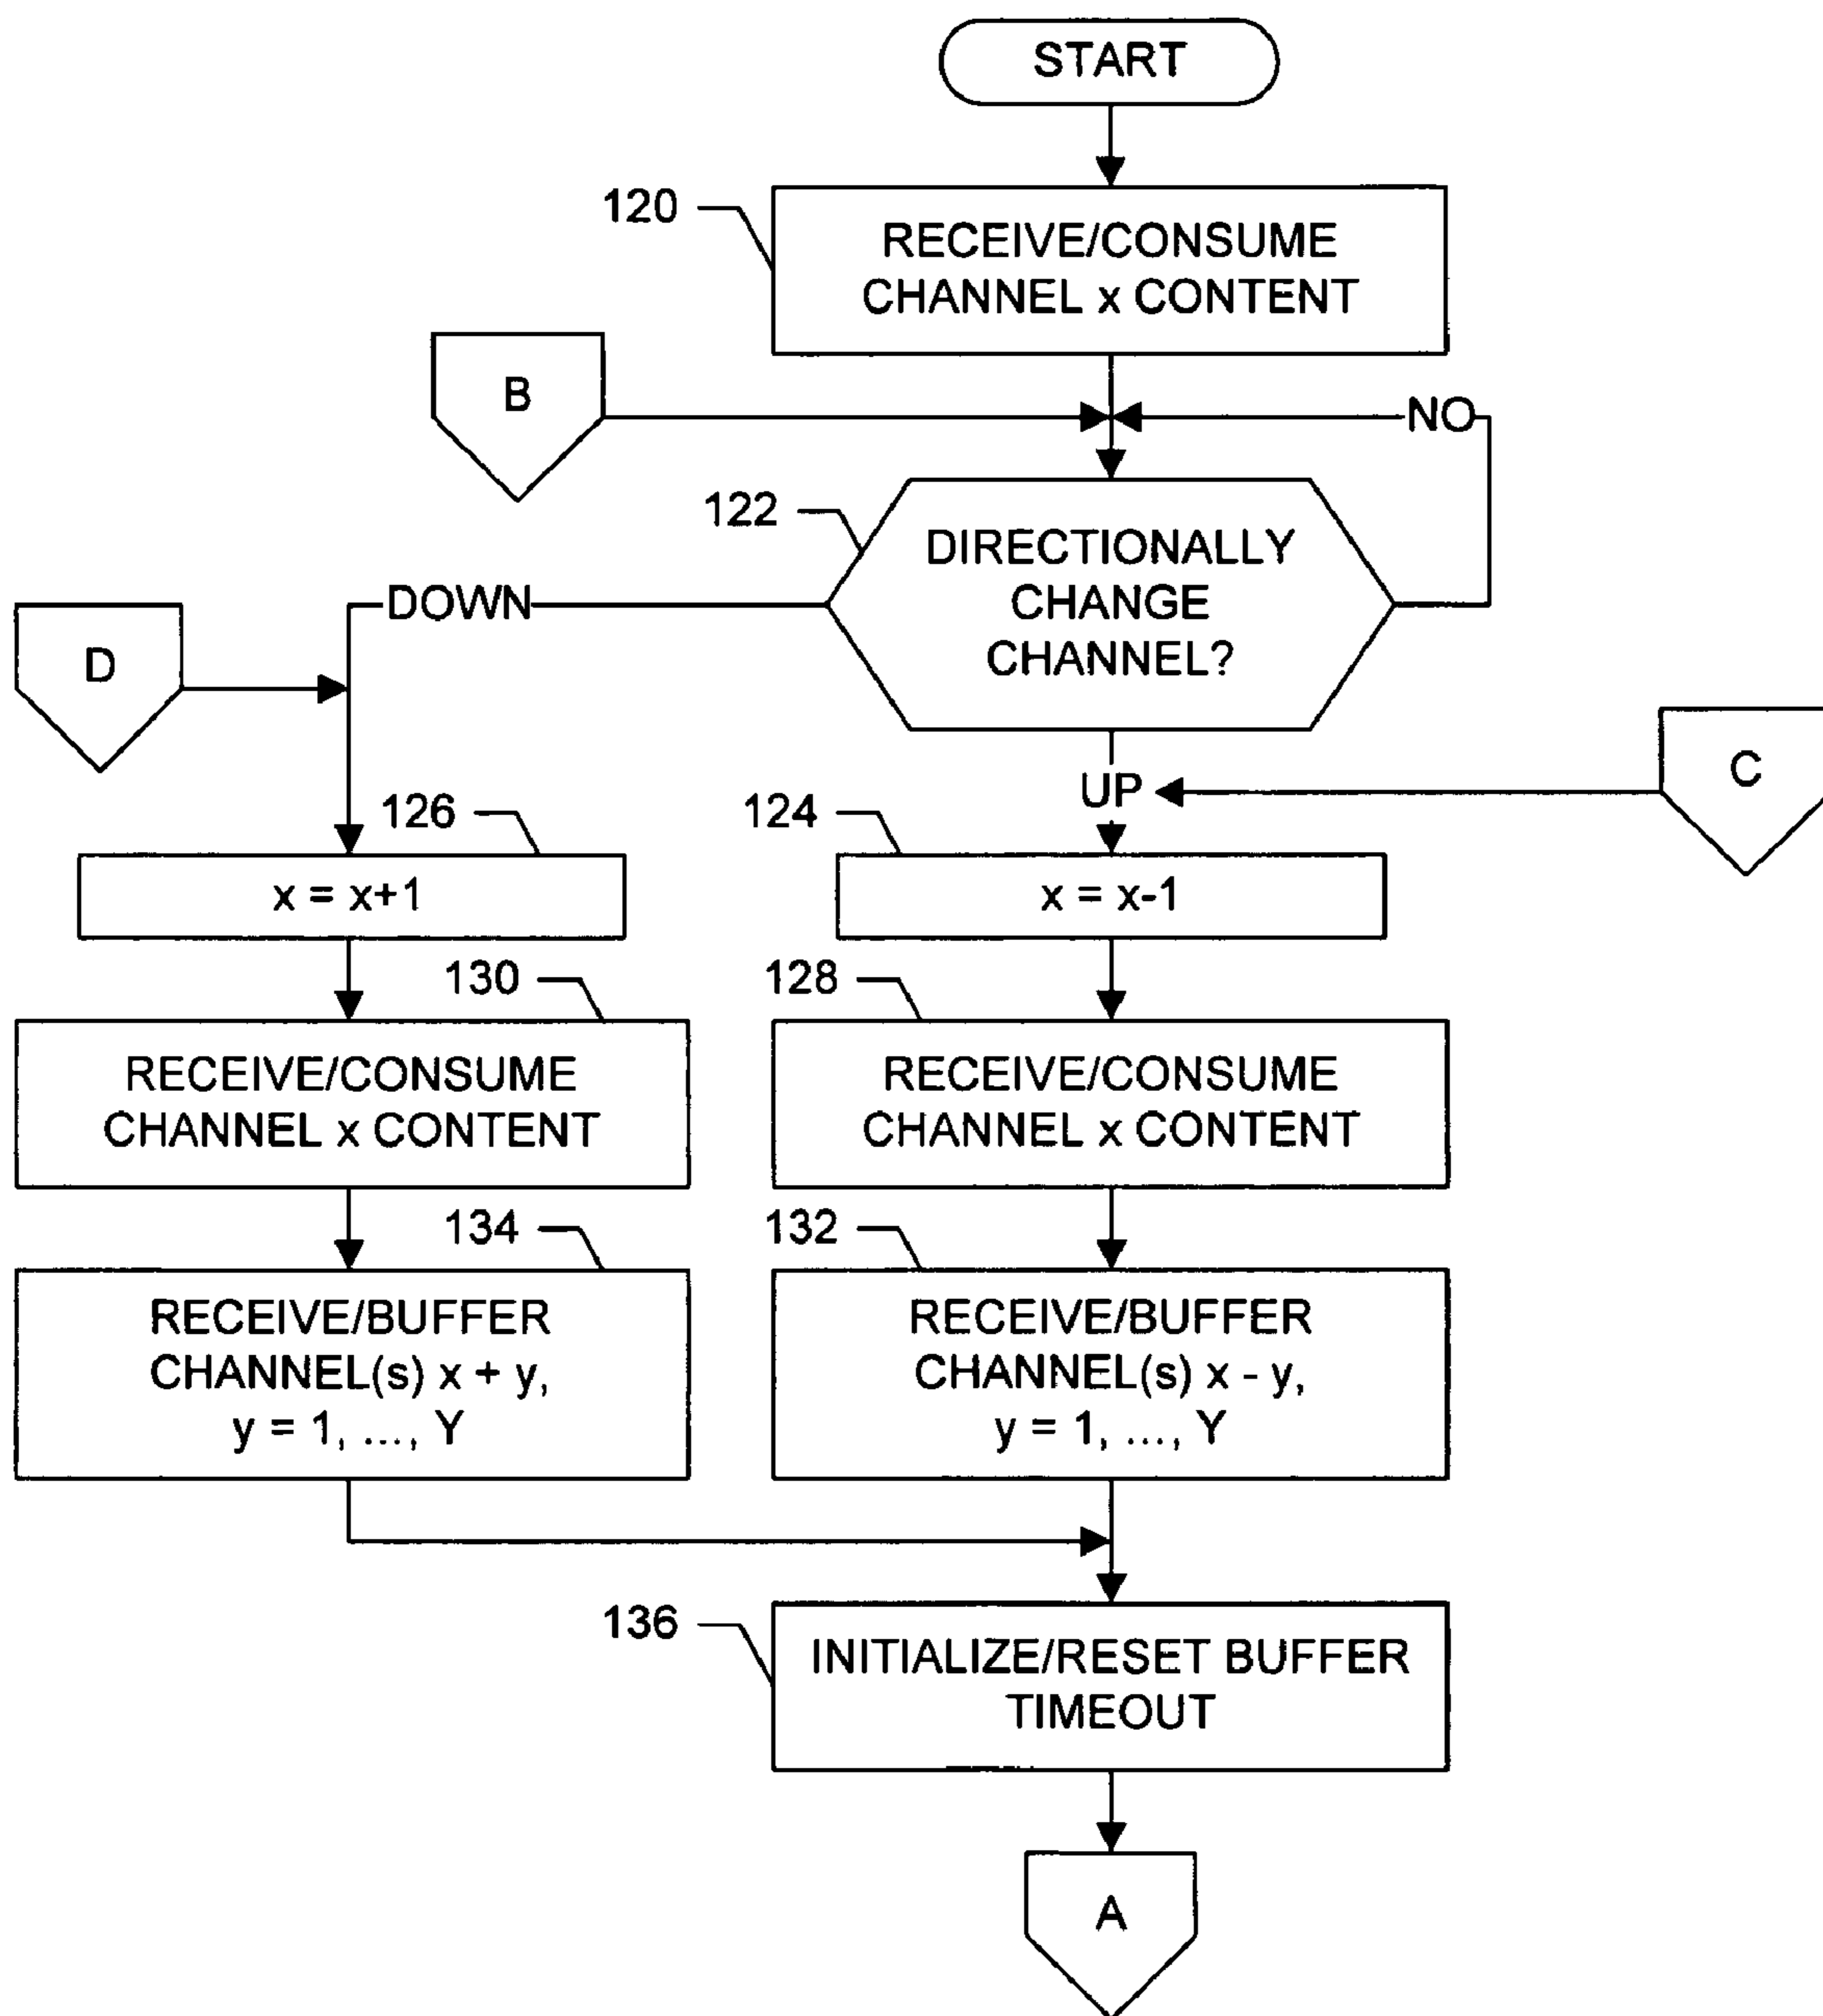 START
120
RECEIVE/CONSUME
CHANNEL x CONTENT
B
NO
122
DIRECTIONALLY
CHANGE
CHANNEL?
DOWN
D
UP
C
126
124
x = x+1
x = x-1
130
128
RECEIVE/CONSUME
CHANNEL x CONTENT
RECEIVE/CONSUME
CHANNEL x CONTENT
134
132
RECEIVE/BUFFER
CHANNEL(s) x + y,
y = 1, ..., Y
RECEIVE/BUFFER
CHANNEL(s) x - y,
y = 1, ..., Y
136
INITIALIZE/RESET BUFFER
TIMEOUT
A